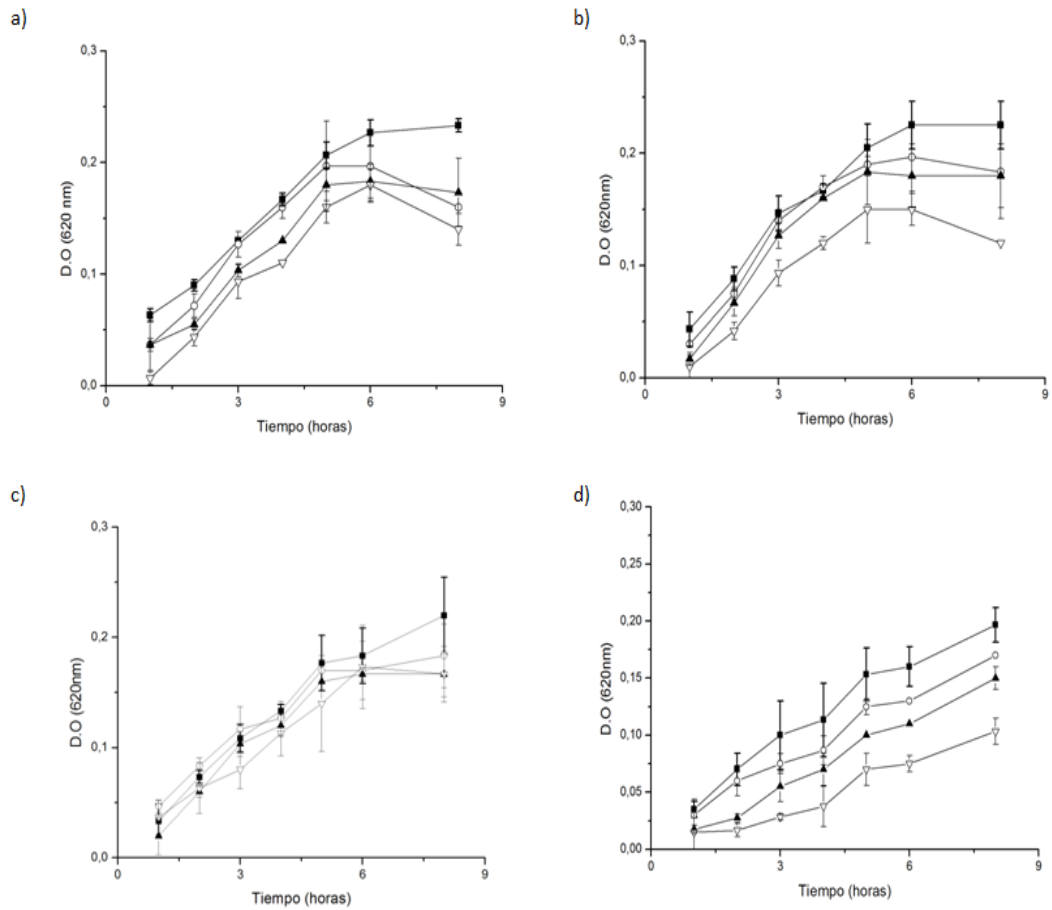 a)
0,3
0,2
0,1
0,0
0
3
6
9
D.O (620 nm)
Tiempo (horas)
b)
0,3
0,2
0,1
0,0
0
3
6
9
D.O (620nm)
Tiempo (horas)
c)
0,3
0,2
0,1
0,0
0
3
6
9
D.O (620nm)
Tiempo (horas)
d)
0,30
0,25
0,20
0,15
0,10
0,05
0,00
0
3
6
9
D.O (620nm)
Tiempo (horas)